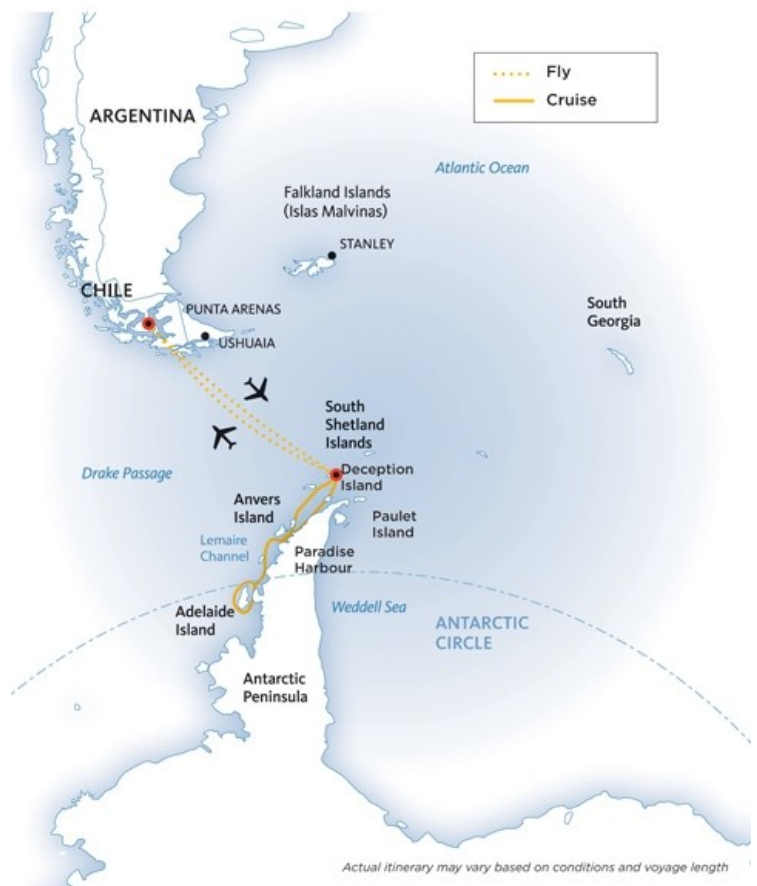 Fly
Cruise
ARGENTINA
Atlantic Ocean
Falkland Islands
(Islas Malvinas)
STANLEY
CHILE
PUNTA ARENAS
USHUAIA
South
Georgia
South
Shetland
Islands
Drake Passage
Deception
Island
Anvers
Island
Paulet
Island
Lemaire
Channel
Paradise
Harbour
Adelaide
Island
Weddell Sea
ANTARCTIC
CIRCLE
Antarctic
Peninsula
Actual itinerary may vary based on conditions and voyage length